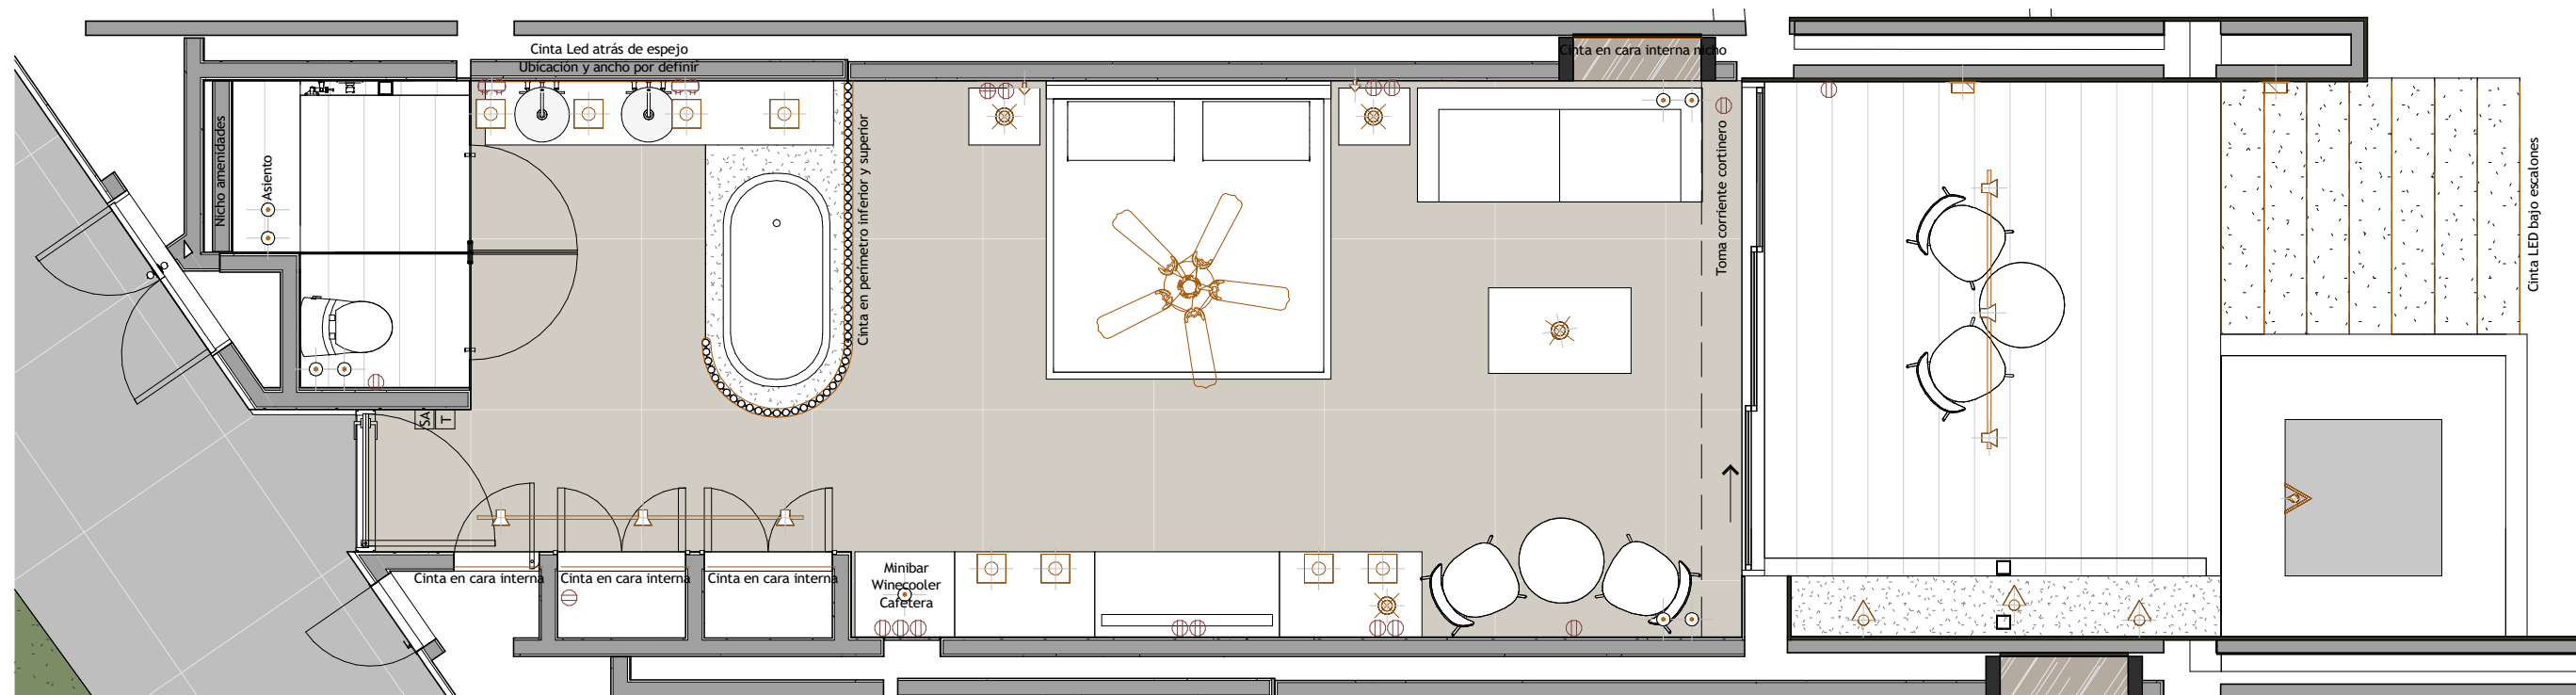 Cinta Led atrás de espejo
Ubicación y ancho por definir
Cinta en cara interna nicho
Nicho amenidades
Asiento
Cinta en perímetro inferior y superior
Toma corriente cortinero
Cinta LED bajo escalones
SA
T
Cinta en cara interna
Cinta en cara interna
Cinta en cara interna
Minibar
Winecooler
Cafetera